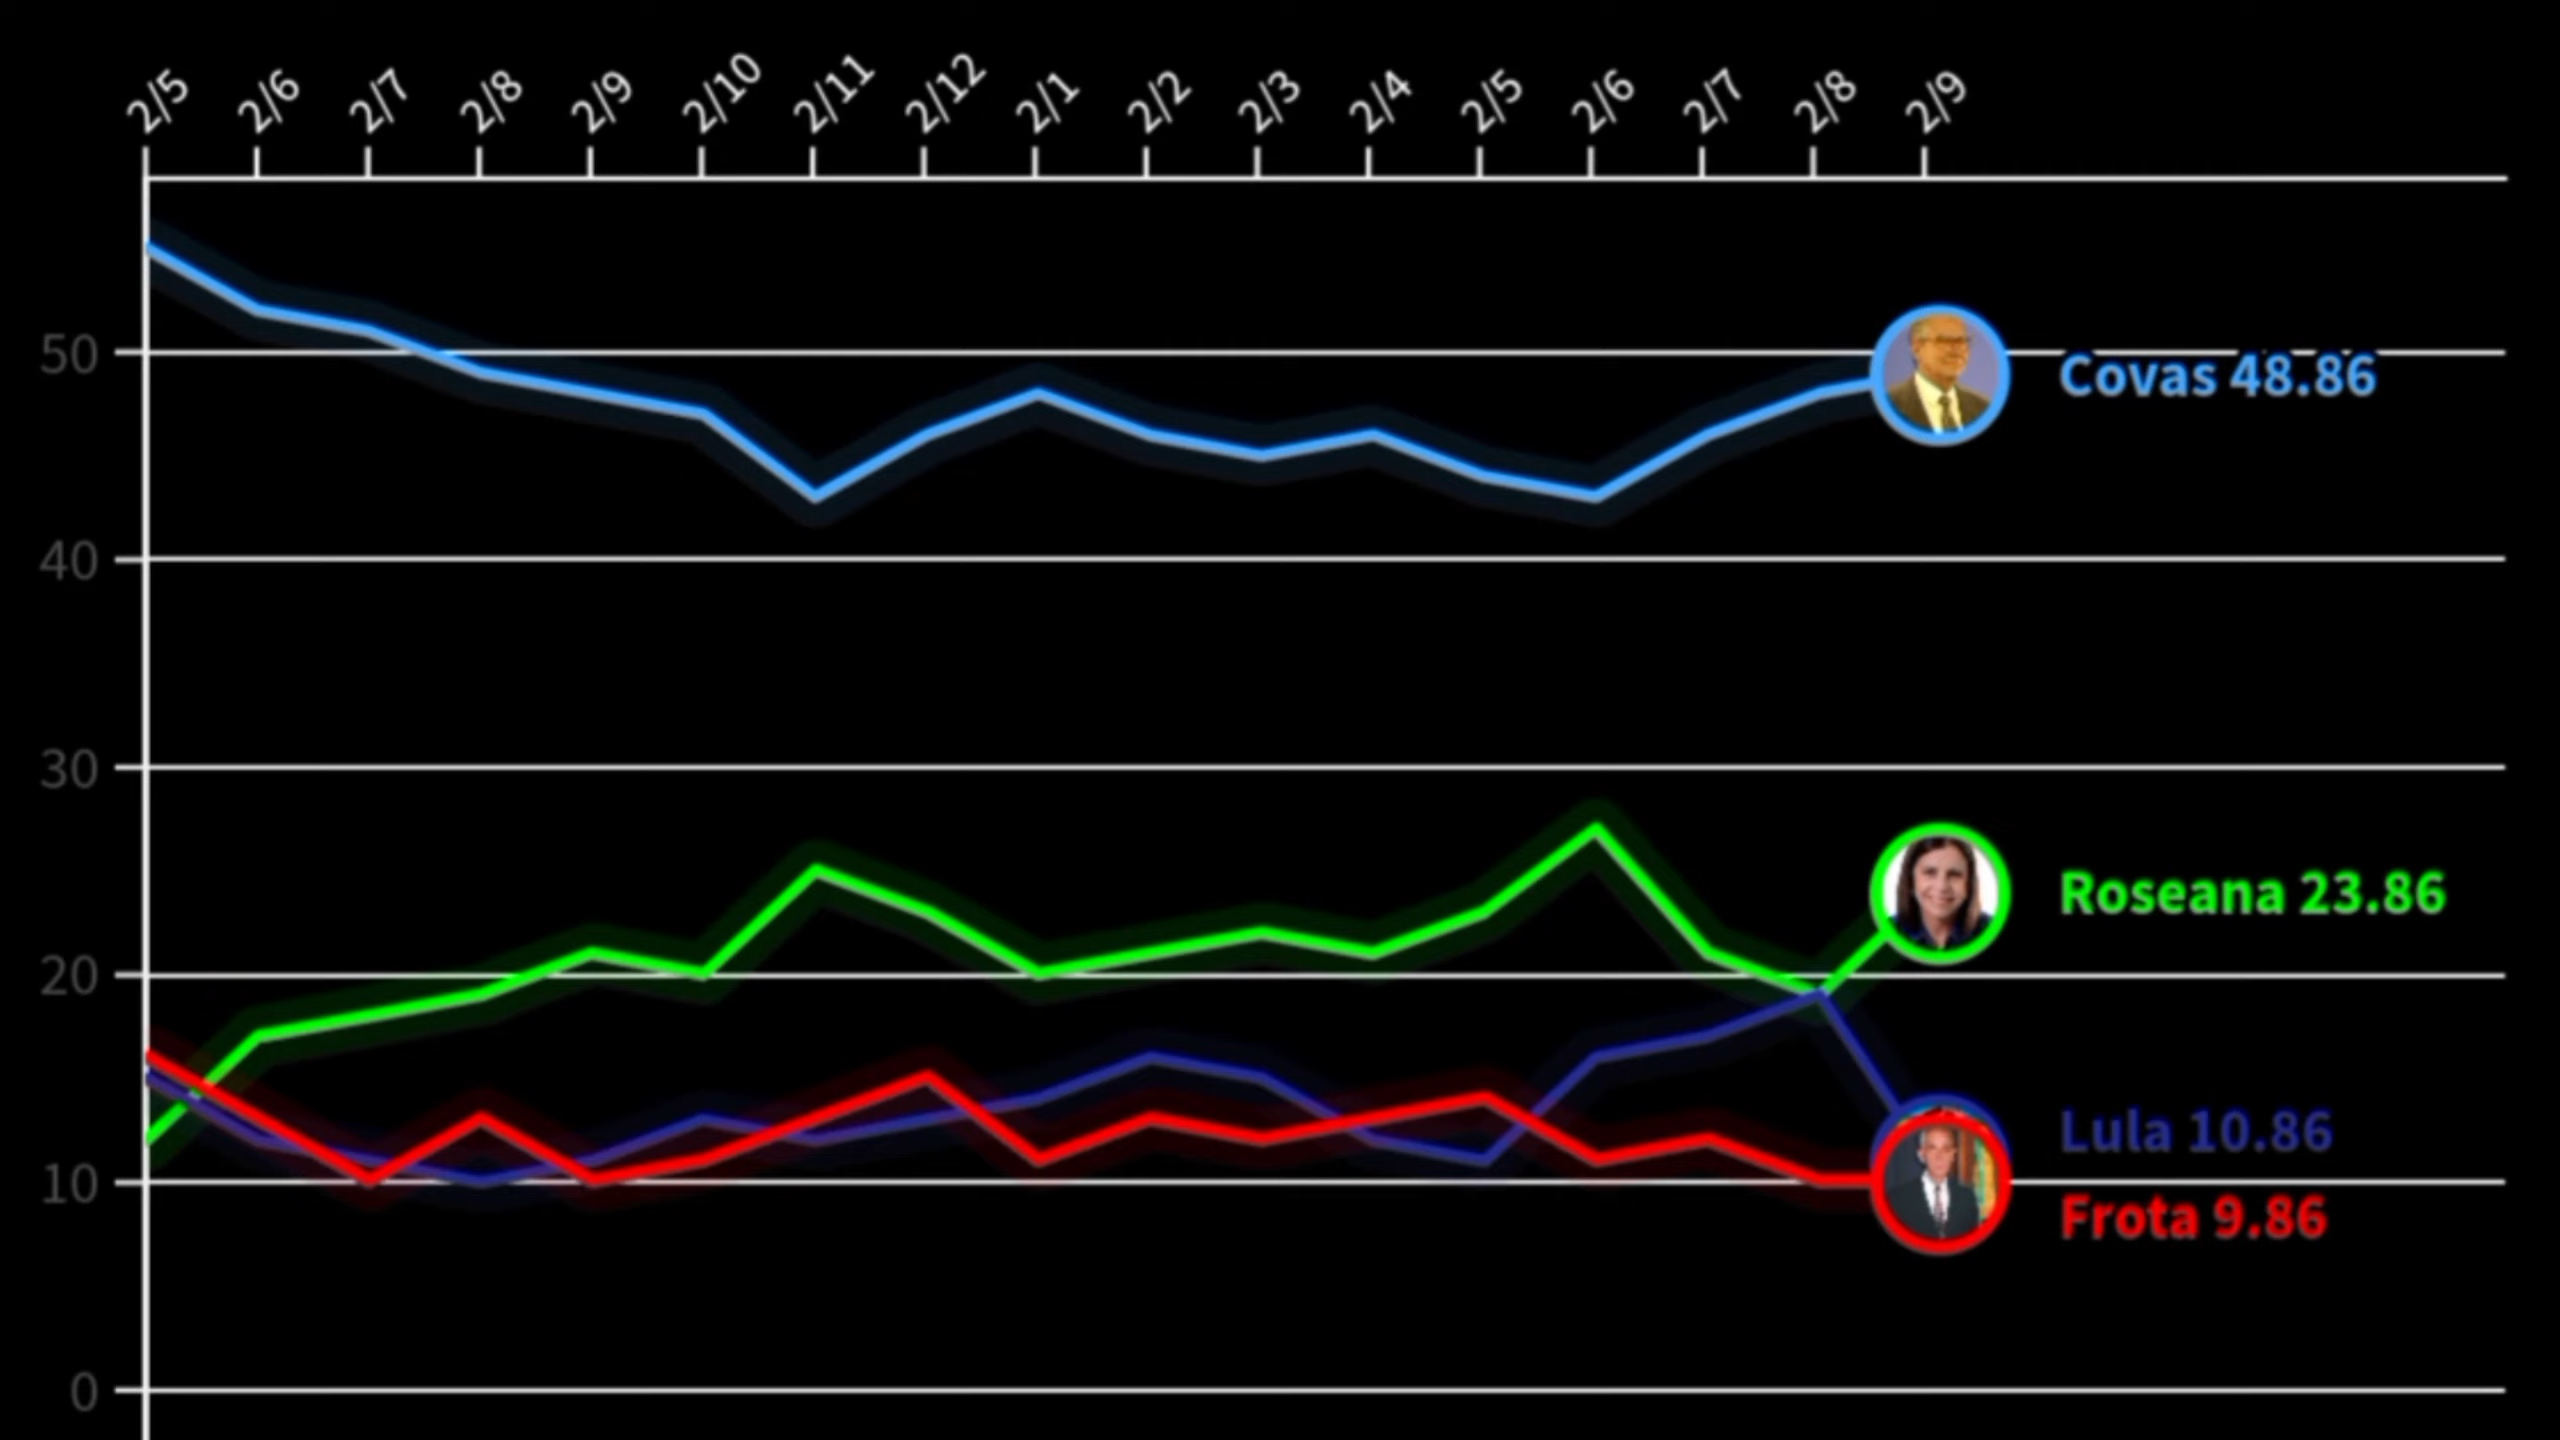 2/5 2/6 2/7 2/8 2/9 2/10 2/11 2/12 2/1 2/2 2/3 2/4 2/5 2/6 2/7 2/8 2/9
50
Covas 48.86
40
30
Roseana 23.86
20
Lula 10.86
10
Frota 9.86
0